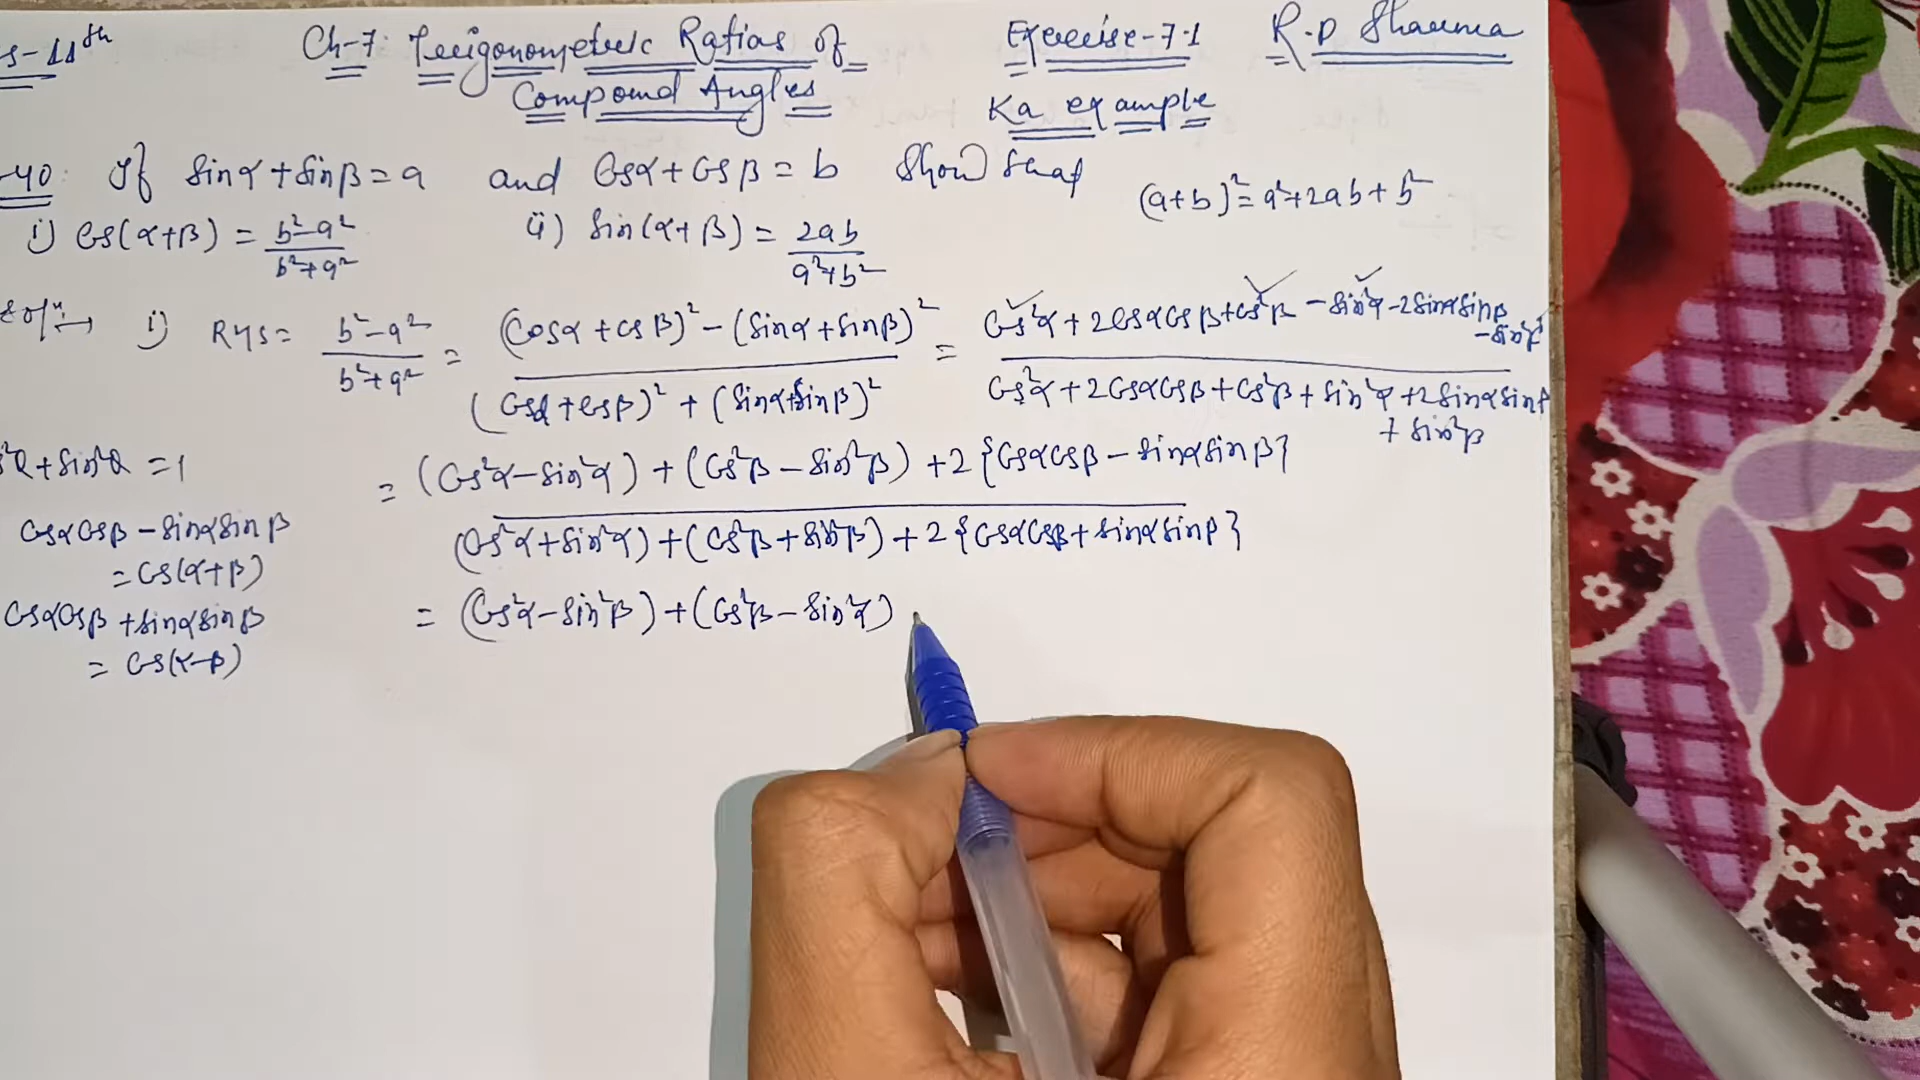 s-11th Ch-7: Trigonometric Ratios of Exercise-7.1 R.D Sharma
Compound Angles Ka example
-40: If Sinα+Sinβ=a and Cosα+Cosβ=b Show that
(a+b)²=a²+2ab+b²
i) Cos(α+β) = b²-a² / b²+a² ii) Sin(α+β) = 2ab / a²+b²
Solⁿ→ i) RHS= b²-a² / b²+a² = (Cosα+Cosβ)²-(Sinα+Sinβ)² / (Cosα+Cosβ)²+(Sinα+Sinβ)² = Cos²α+2CosαCosβ+Cos²β-Sin²α-2SinαSinβ-Sin²β / Cos²α+2CosαCosβ+Cos²β+Sin²α+2SinαSinβ+Sin²β
s²θ+Sin²θ=1
= (Cos²α-Sin²α)+(Cos²β-Sin²β)+2{CosαCosβ-SinαSinβ} / (Cos²α+Sin²α)+(Cos²β+Sin²β)+2{CosαCosβ+SinαSinβ}
CosαCosβ-SinαSinβ
=Cos(α+β)
CosαCosβ+SinαSinβ
=Cos(α-β)
= (Cos²α-Sin²β)+(Cos²β-Sin²α)